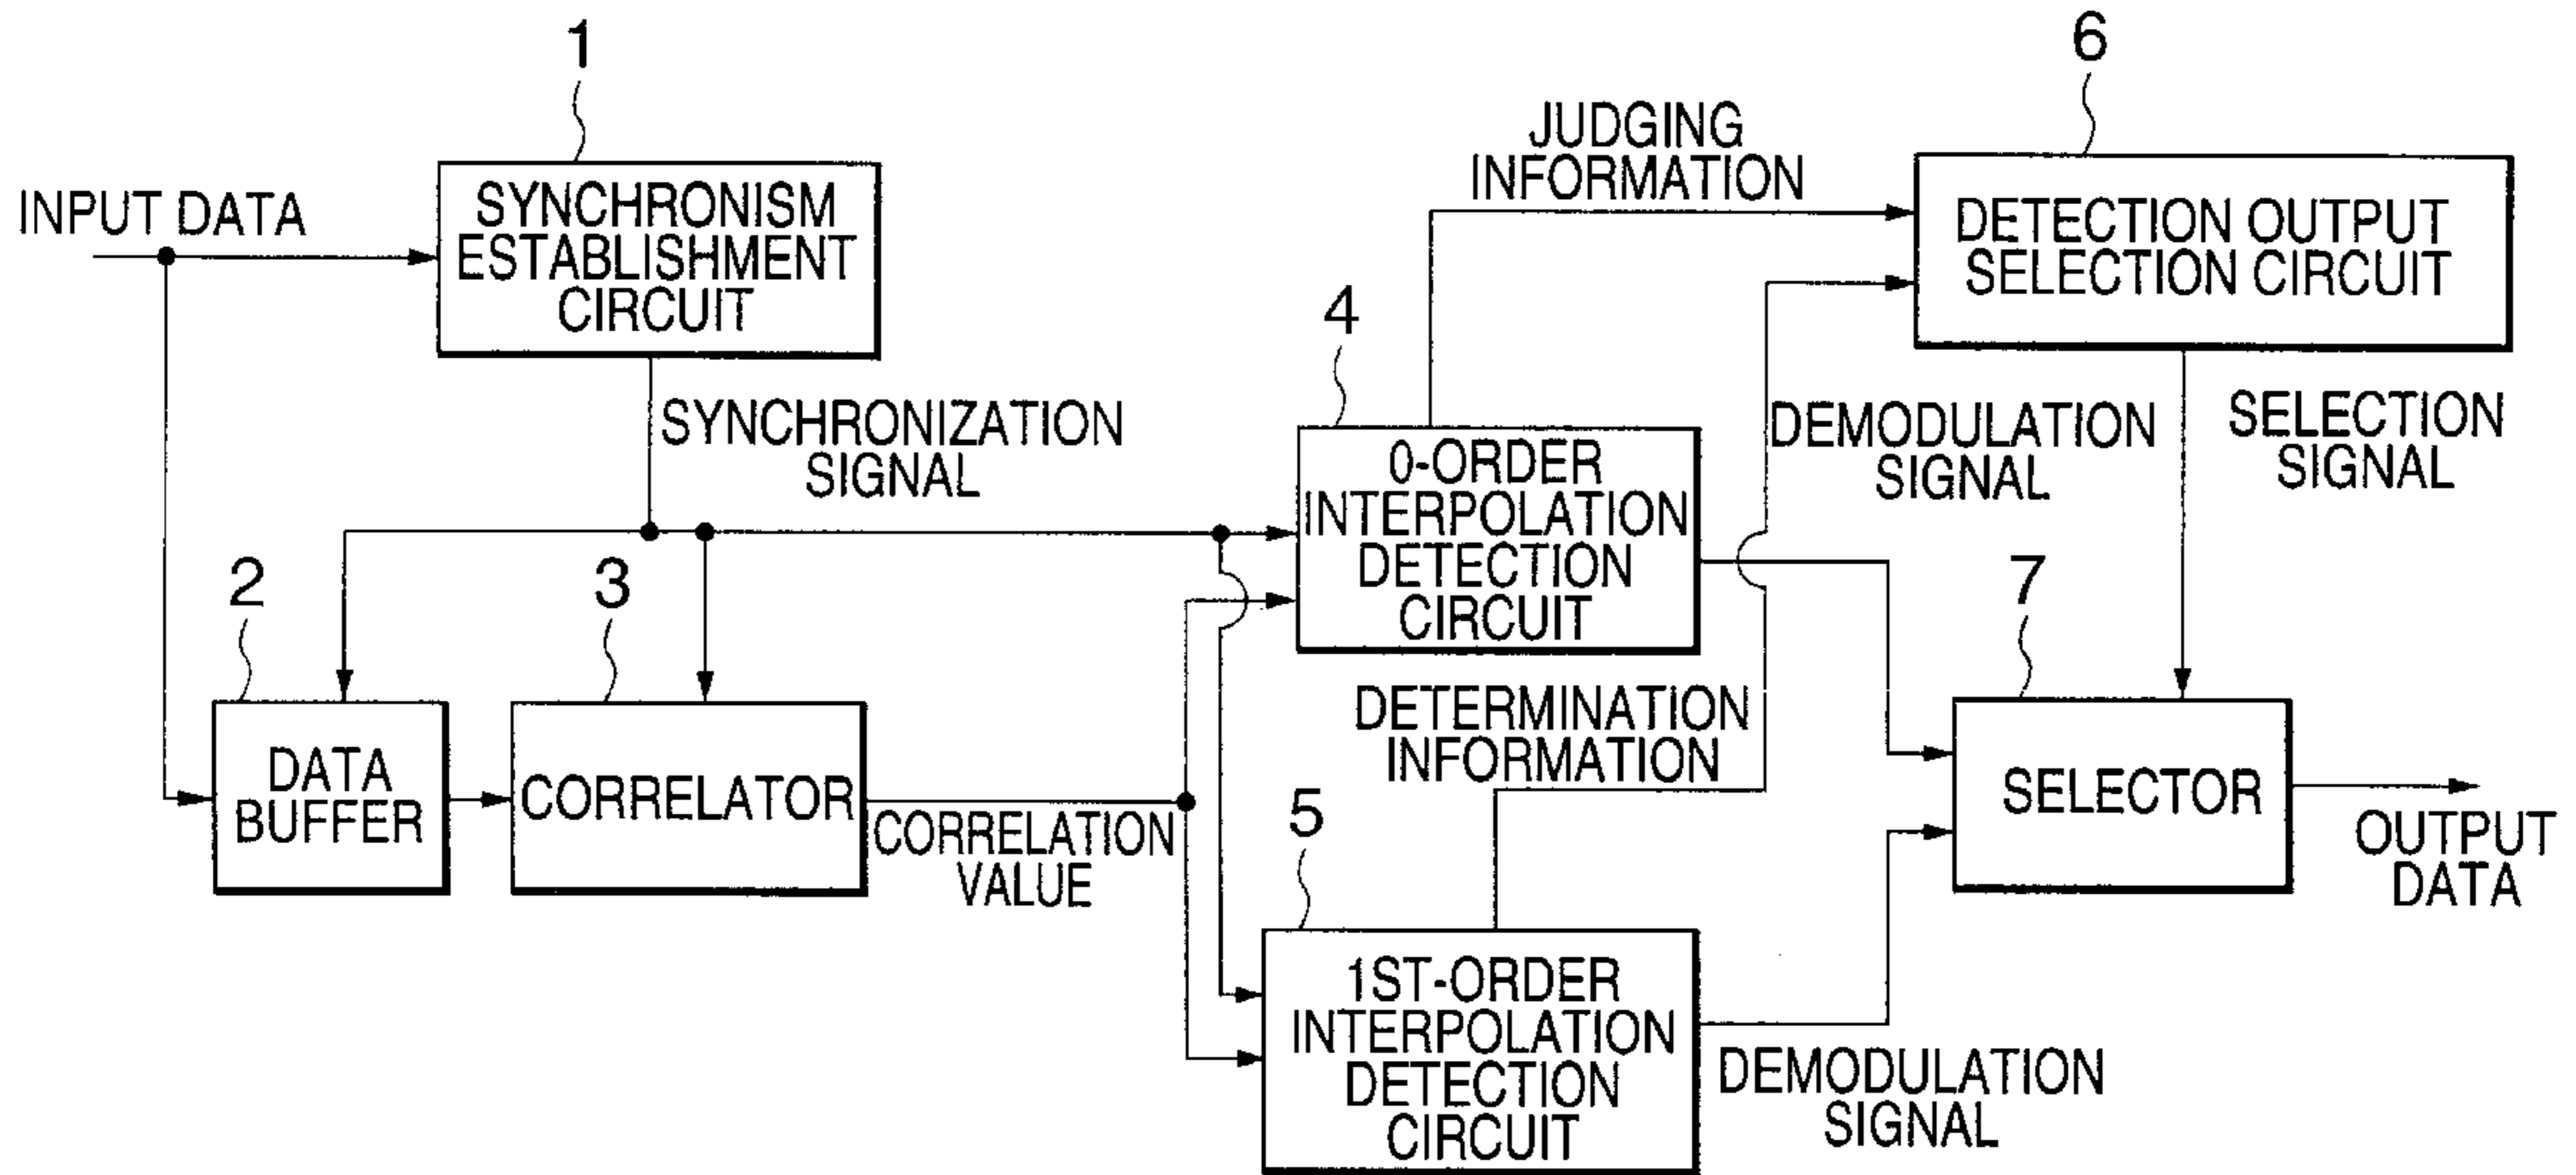 1
6
JUDGING
INFORMATION
INPUT DATA
SYNCHRONISM
ESTABLISHMENT
CIRCUIT
DETECTION OUTPUT
SELECTION CIRCUIT
4
SYNCHRONIZATION
SIGNAL
0-ORDER
INTERPOLATION
DETECTION
CIRCUIT
DEMODULATION
SIGNAL
SELECTION
SIGNAL
2
3
7
DATA
BUFFER
CORRELATOR
CORRELATION
VALUE
DETERMINATION
INFORMATION
SELECTOR
OUTPUT
DATA
5
1ST-ORDER
INTERPOLATION
DETECTION
CIRCUIT
DEMODULATION
SIGNAL